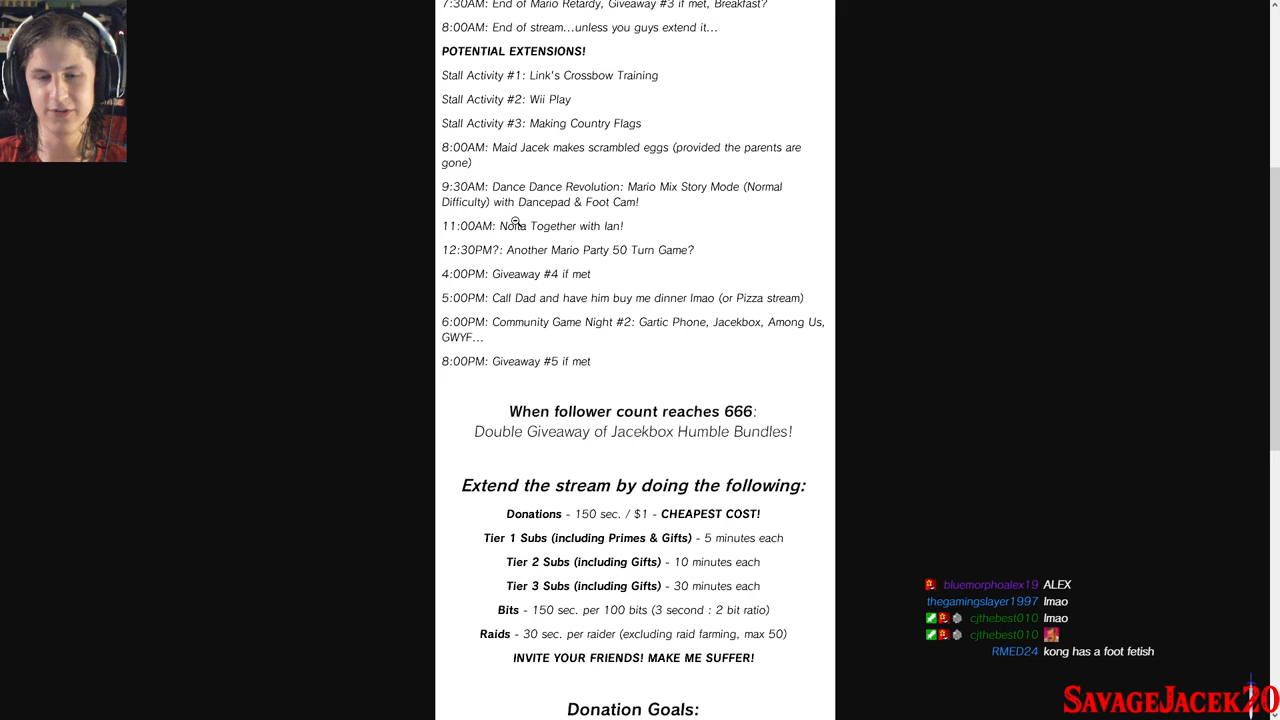 7:30AM: End of Mario Retardy, Giveaway #3 if met, Breakfast?
8:00AM: End of stream...unless you guys extend it...
POTENTIAL EXTENSIONS!
Stall Activity #1: Link's Crossbow Training
Stall Activity #2: Wii Play
Stall Activity #3: Making Country Flags
8:00AM: Maid Jacek makes scrambled eggs (provided the parents are
gone)
9:30AM: Dance Dance Revolution: Mario Mix Story Mode (Normal
Difficulty) with Dancepad & Foot Cam!
11:00AM: Together with Ian!
12:30PM?: Another Mario Party 50 Turn Game?
4:00PM: Giveaway #4 if met
5:00PM: Call Dad and have him buy me dinner lmao (or Pizza stream)
6:00PM: Community Game Night #2: Gartic Phone, Jacekbox, Among Us,
GWYF...
8:00PM: Giveaway #5 if met
When follower count reaches 666:
Double Giveaway of Jacekbox Humble Bundles!
Extend the stream by doing the following:
Donations - 150 sec. / $1 - CHEAPEST COST!
Tier 1 Subs (including Primes & Gifts) - 5 minutes each
Tier 2 Subs (including Gifts) - 10 minutes each
Tier 3 Subs (including Gifts) - 30 minutes each
Bits - 150 sec. per 100 bits (3 second : 2 bit ratio)
Raids - 30 sec. per raider (excluding raid farming, max 50)
INVITE YOUR FRIENDS! MAKE ME SUFFER!
Donation Goals:
bluemorphoalex19 ALEX
thegamingslayer1997 lmao
cjthebest010 lmao
cjthebest010
RMED24 kong has a foot fetish
SAVAGEJACEK20